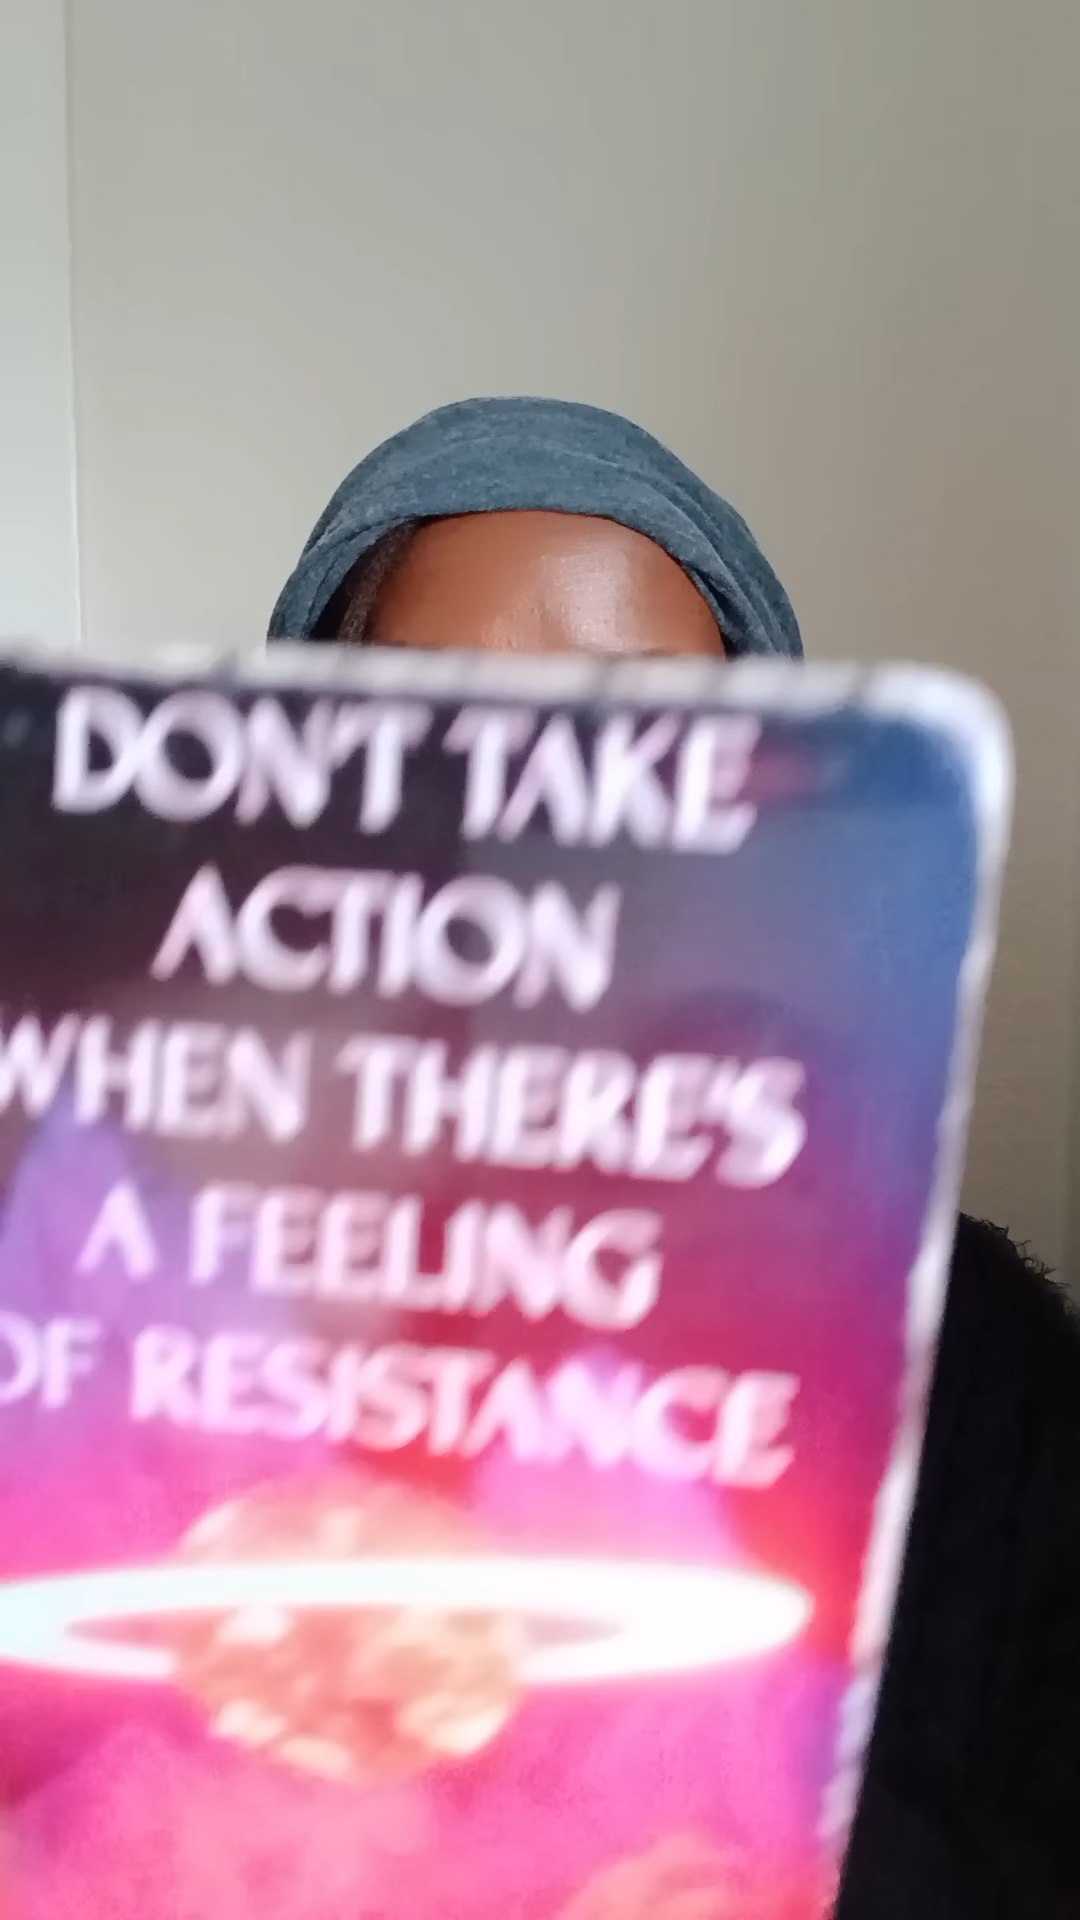 DON'T TAKE
ACTION
WHEN THERE'S
A FEELING
OF RESISTANCE